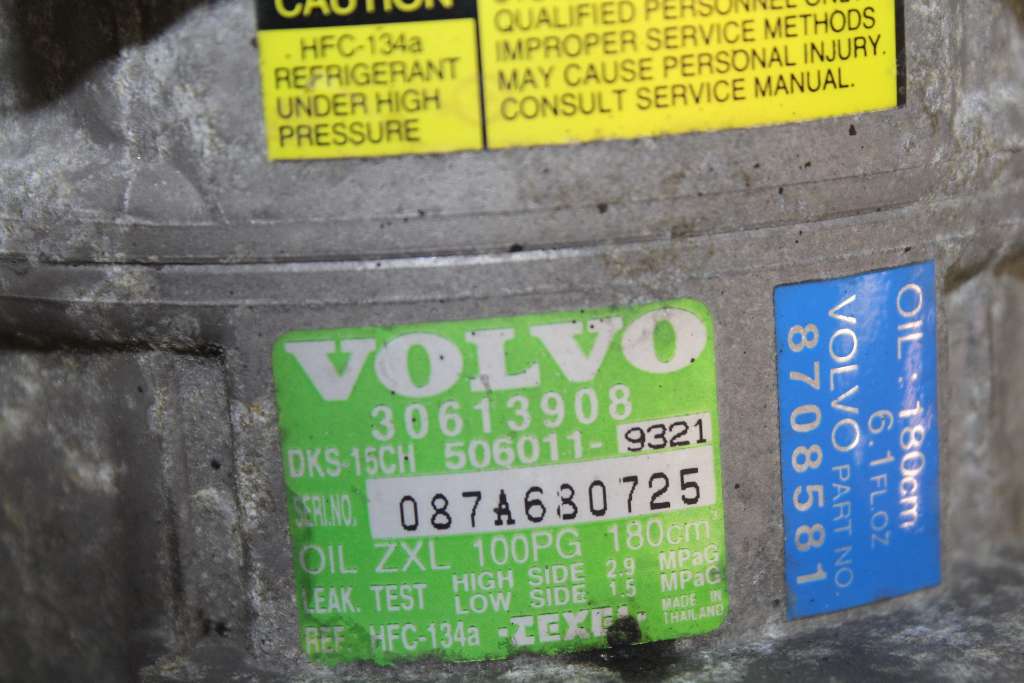 CAUTION
HFC-134a
REFRIGERANT
UNDER HIGH
PRESSURE
QUALIFIED PERSONNEL ONLY.
IMPROPER SERVICE METHODS
MAY CAUSE PERSONAL INJURY.
CONSULT SERVICE MANUAL.
VOLVO
30613908
DKS-15CH 506011- 9321
SERI.NO. 087A680725
OIL ZXL 100PG 180cm³
LEAK. TEST HIGH SIDE 2.9 MPaG
LOW SIDE 1.5 MPaG
REF. HFC-134a ZEXEL MADE IN THAILAND
OIL : 180cm³
6.1FL.OZ
VOLVO PART NO.
8708581